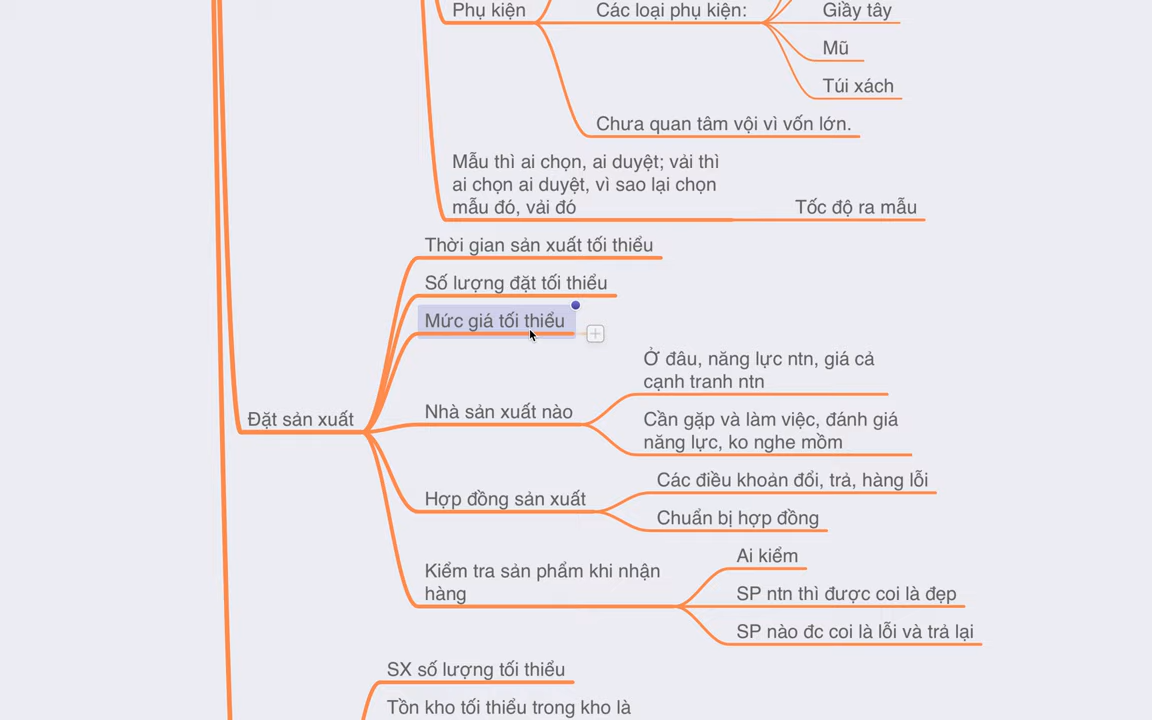 Phụ kiện
Các loại phụ kiện:
Giầy tây
Mũ
Túi xách
Chưa quan tâm vội vì vốn lớn.
Mẫu thì ai chọn, ai duyệt; vải thì
ai chọn ai duyệt, vì sao lại chọn
mẫu đó, vải đó
Tốc độ ra mẫu
Đặt sản xuất
Thời gian sản xuất tối thiểu
Số lượng đặt tối thiểu
Mức giá tối thiểu
Nhà sản xuất nào
Ở đâu, năng lực ntn, giá cả
cạnh tranh ntn
Cần gặp và làm việc, đánh giá
năng lực, ko nghe mồm
Hợp đồng sản xuất
Các điều khoản đổi, trả, hàng lỗi
Chuẩn bị hợp đồng
Kiểm tra sản phẩm khi nhận
hàng
Ai kiểm
SP ntn thì được coi là đẹp
SP nào đc coi là lỗi và trả lại
SX số lượng tối thiểu
Tồn kho tối thiểu trong kho là